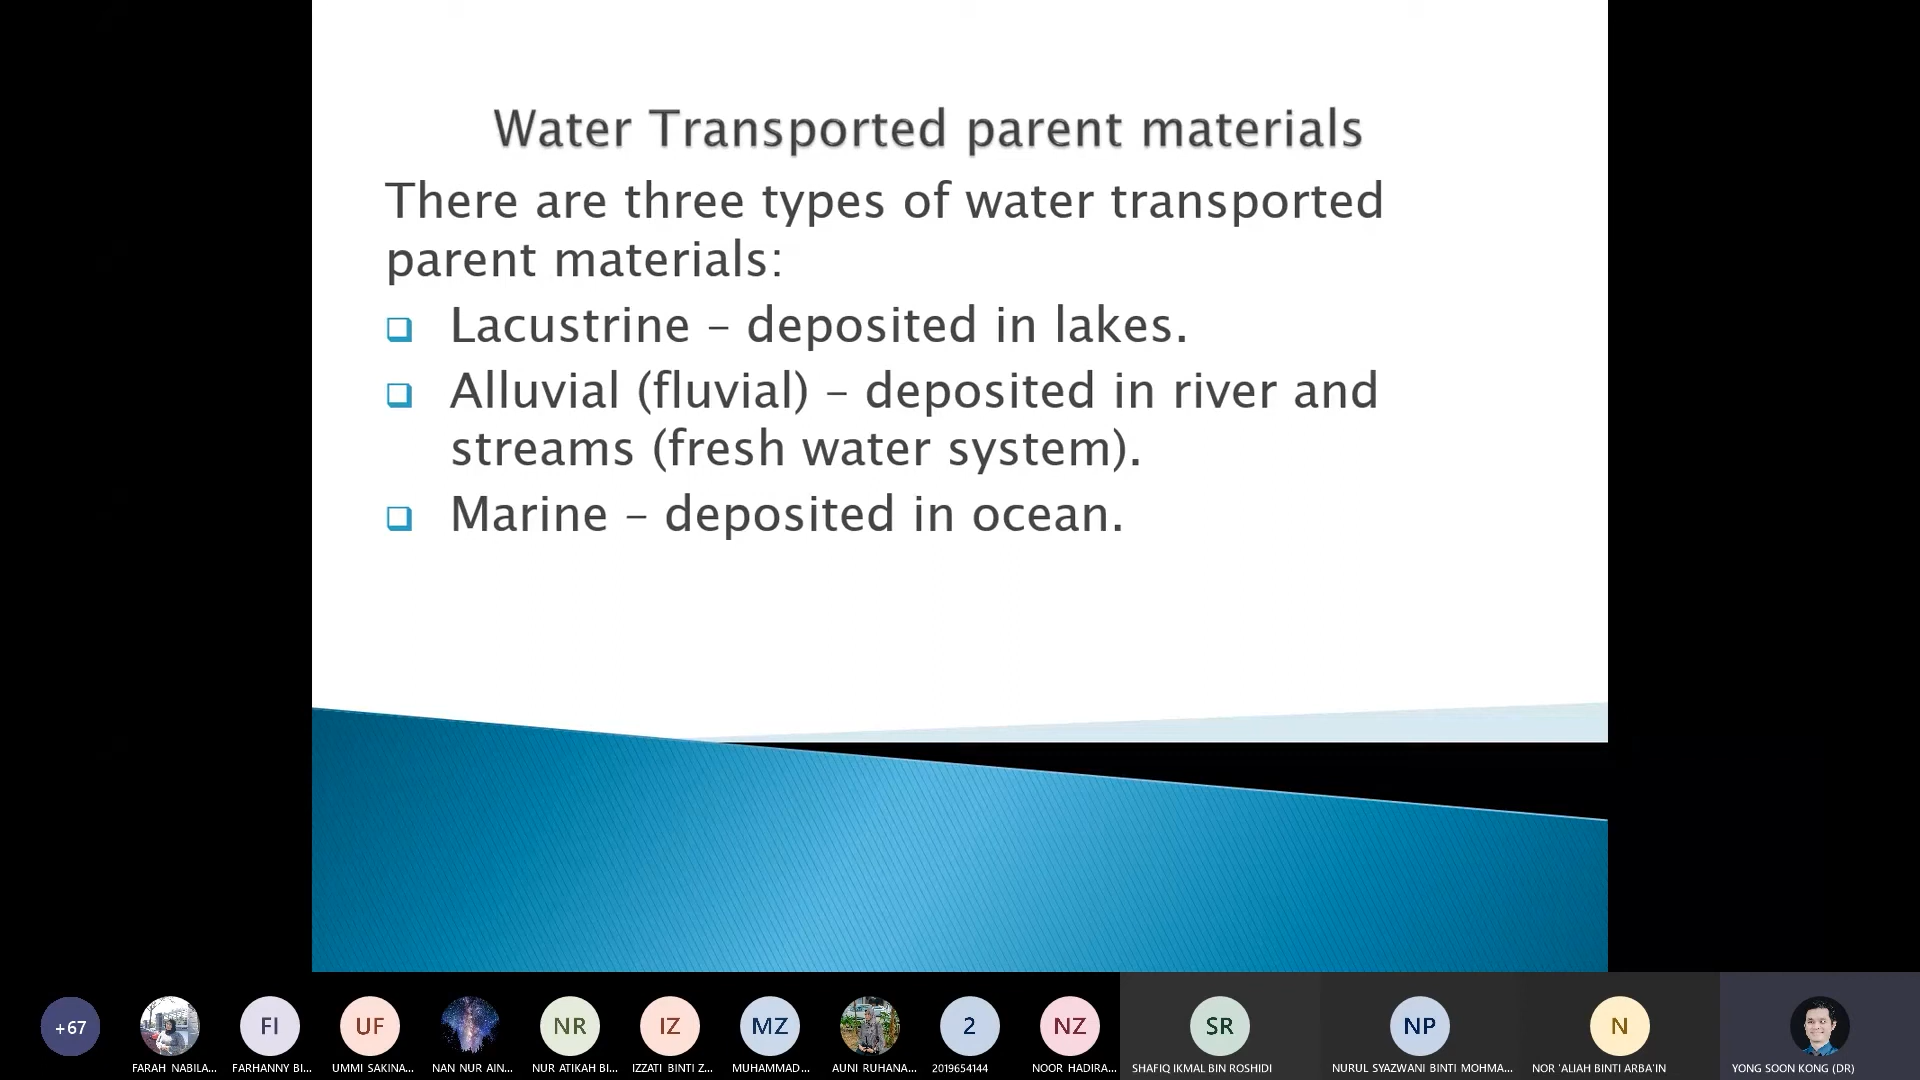 Water Transported parent materials
There are three types of water transported
parent materials:
Lacustrine – deposited in lakes.
Alluvial (fluvial) – deposited in river and
streams (fresh water system).
Marine – deposited in ocean.
+67
FI
UF
NR
IZ
MZ
2
NZ
SR
NP
N
FARAH NABILA...
FARHANNY BI...
UMMI SAKINA...
NAN NUR AIN...
NUR ATIKAH BI...
IZZATI BINTI Z...
MUHAMMAD...
AUNI RUHANA...
2019654144
NOOR HADIRA...
SHAFIQ IKMAL BIN ROSHIDI
NURUL SYAZWANI BINTI MOHMA...
NOR 'ALIAH BINTI ARBA'IN
YONG SOON KONG (DR)